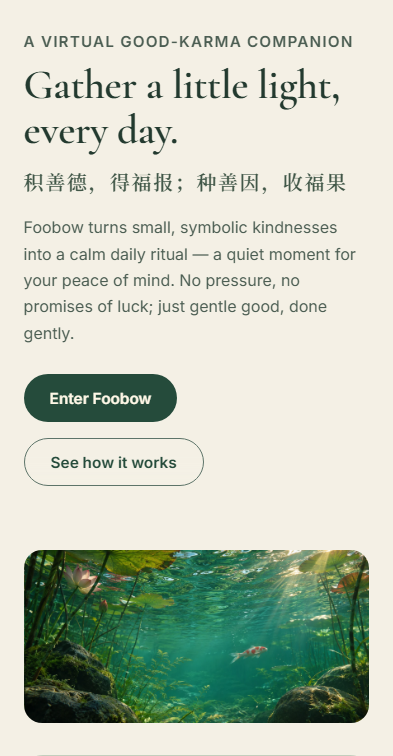 A VIRTUAL GOOD-KARMA COMPANION
Gather a little light,
every day.
积善德，得福报；种善因，收福果
Foobow turns small, symbolic kindnesses
into a calm daily ritual — a quiet moment for
your peace of mind. No pressure, no
promises of luck; just gentle good, done
gently.
Enter Foobow
See how it works